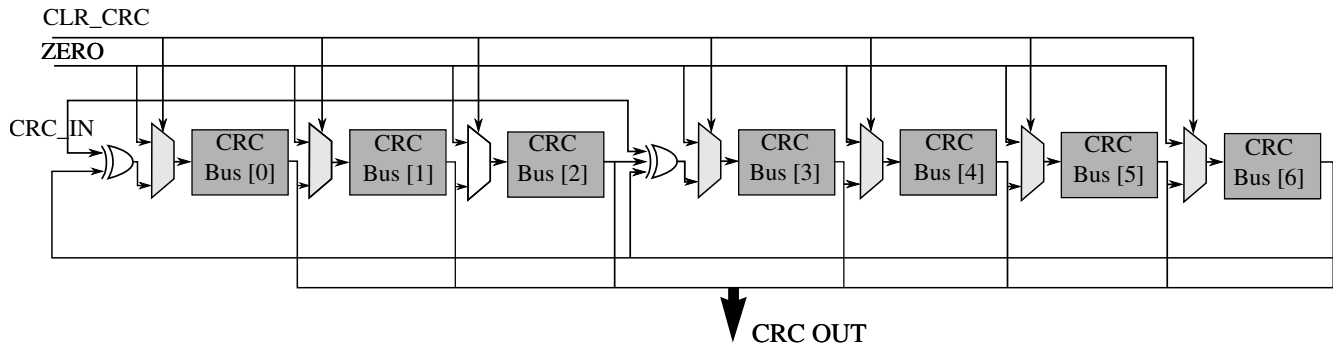 CLR_CRC
ZERO
CRC_IN
CRC
Bus [0]
CRC
Bus [1]
CRC
Bus [2]
CRC
Bus [3]
CRC
Bus [4]
CRC
Bus [5]
CRC
Bus [6]
CRC OUT